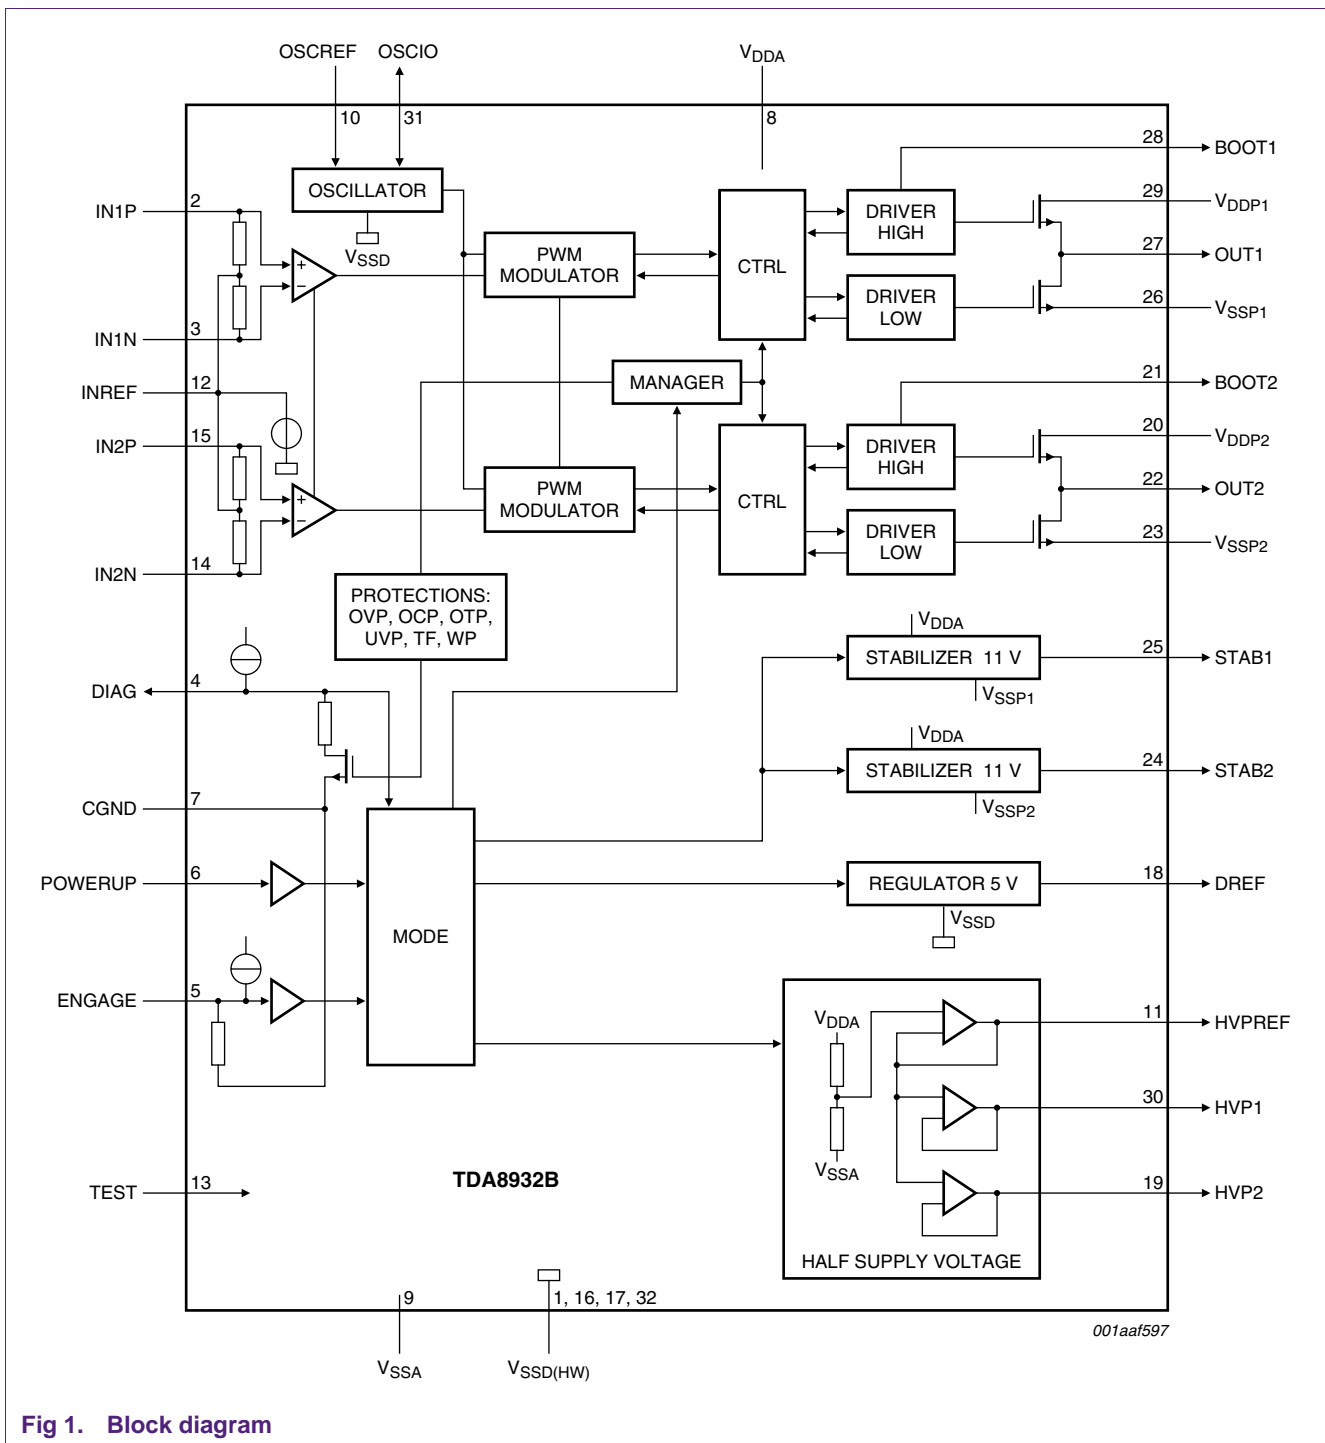 OSCREF OSCIO
VDDA
10 31 8
28 BOOT1
OSCILLATOR
VSSD
IN1P 2
+
−
IN1N 3
INREF 12
IN2P 15
+
−
IN2N 14
PWM
MODULATOR
PWM
MODULATOR
CTRL
CTRL
MANAGER
DRIVER
HIGH
DRIVER
LOW
29 VDDP1
27 OUT1
26 VSSP1
21 BOOT2
DRIVER
HIGH
DRIVER
LOW
20 VDDP2
22 OUT2
23 VSSP2
PROTECTIONS:
OVP, OCP, OTP,
UVP, TF, WP
DIAG 4
CGND 7
POWERUP 6
ENGAGE 5
TEST 13
MODE
VDDA
STABILIZER 11 V
VSSP1
25 STAB1
VDDA
STABILIZER 11 V
VSSP2
24 STAB2
REGULATOR 5 V
VSSD
18 DREF
VDDA
VSSA
11 HVPREF
30 HVP1
19 HVP2
HALF SUPPLY VOLTAGE
TDA8932B
9
VSSA
1, 16, 17, 32
VSSD(HW)
001aaf597
Fig 1. Block diagram